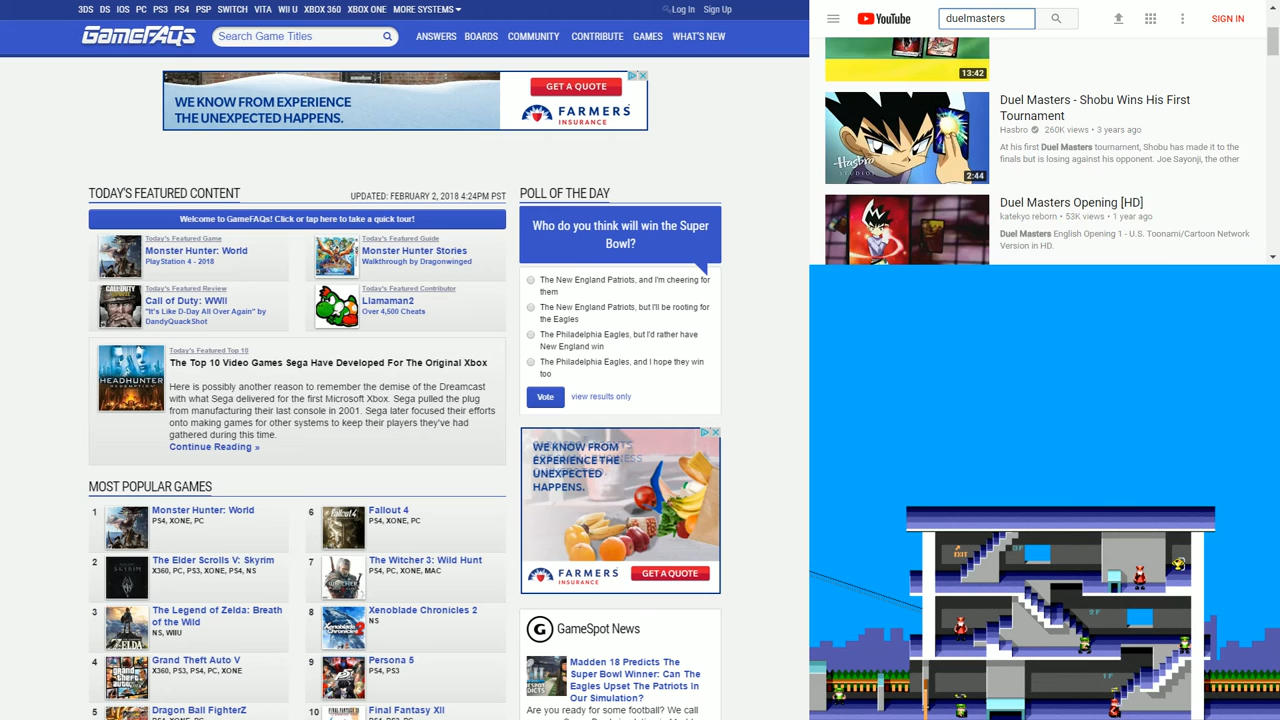 3DS DS IOS PC PS3 PS4 PSP SWITCH VITA WII U XBOX 360 XBOX ONE MORE SYSTEMS
Log In Sign Up
GameFAQs
Search Game Titles
ANSWERS BOARDS COMMUNITY CONTRIBUTE GAMES WHAT'S NEW
WE KNOW FROM EXPERIENCE
THE UNEXPECTED HAPPENS.
GET A QUOTE
FARMERS
INSURANCE
TODAY'S FEATURED CONTENT
UPDATED: FEBRUARY 2, 2018 4:24PM PST
Welcome to GameFAQs! Click or tap here to take a quick tour!
Today's Featured Game
Monster Hunter: World
PlayStation 4 - 2018
Today's Featured Guide
Monster Hunter Stories
Walkthrough by Dragonwinged
Today's Featured Review
Call of Duty: WWII
"It's Like D-Day All Over Again" by
DandyQuackShot
Today's Featured Contributor
Llamaman2
Over 4,500 Cheats
HEADHUNTER
REDEMPTION
Today's Featured Top 10
The Top 10 Video Games Sega Have Developed For The Original Xbox
Here is possibly another reason to remember the demise of the Dreamcast
with what Sega delivered for the first Microsoft Xbox. Sega pulled the plug
from manufacturing their last console in 2001. Sega later focused their efforts
onto making games for other systems to keep their players they've had
gathered during this time.
Continue Reading »
MOST POPULAR GAMES
1 Monster Hunter: World
PS4, XONE, PC
2 The Elder Scrolls V: Skyrim
X360, PC, PS3, XONE, PS4, NS
3 The Legend of Zelda: Breath
of the Wild
NS, WIIU
4 Grand Theft Auto V
X360, PS3, PS4, PC, XONE
5 Dragon Ball FighterZ
PS4, XONE, PC
6 Fallout 4
PS4, XONE, PC
7 The Witcher 3: Wild Hunt
PS4, PC, XONE, MAC
8 Xenoblade Chronicles 2
NS
9 Persona 5
PS4, PS3
10 Final Fantasy XII
POLL OF THE DAY
Who do you think will win the Super
Bowl?
The New England Patriots, and I'm cheering for
them
The New England Patriots, but I'll be rooting for
the Eagles
The Philadelphia Eagles, but I'd rather have
New England win
The Philadelphia Eagles, and I hope they win
too
Vote
view results only
WE KNOW FROM
EXPERIENCE THE
UNEXPECTED
HAPPENS.
FARMERS
INSURANCE
GET A QUOTE
GameSpot News
Madden 18 Predicts The
Super Bowl Winner: Can The
Eagles Upset The Patriots In
Our Simulation?
Are you ready for some football? We call
YouTube
duelmasters
SIGN IN
13:42
Duel Masters - Shobu Wins His First
Tournament
Hasbro 260K views • 3 years ago
At his first Duel Masters tournament, Shobu has made it to the
finals but is losing against his opponent. Joe Sayonji, the other
Hasbro
STUDIOS
2:44
Duel Masters Opening [HD]
katekyo reborn • 53K views • 1 year ago
Duel Masters English Opening 1 - U.S. Toonami/Cartoon Network
Version in HD.
EXIT
3F
2F
1F